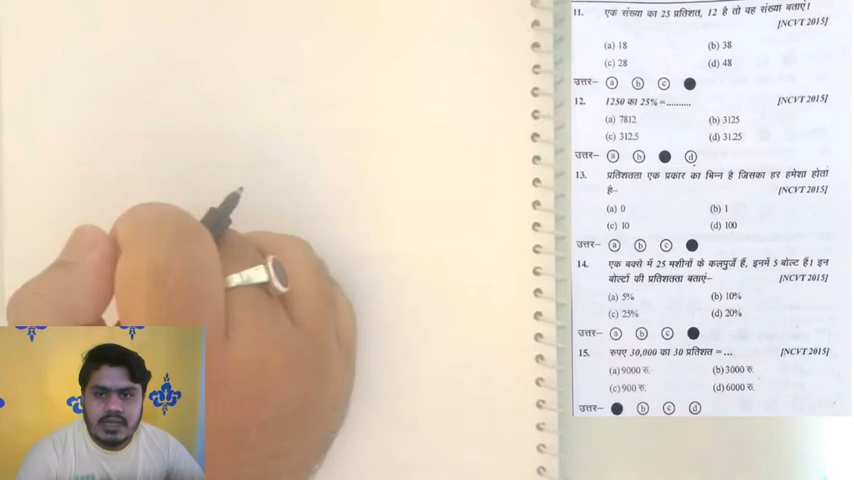 11. एक संख्या का 25 प्रतिशत, 12 है तो वह संख्या बताएं।
[NCVT 2015]
(a) 18 (b) 38
(c) 28 (d) 48
उत्तर– a b c
12. 1250 का 25% =.......... [NCVT 2015]
(a) 7812 (b) 3125
(c) 312.5 (d) 31.25
उत्तर– a b d
13. प्रतिशतता एक प्रकार का भिन्न है जिसका हर हमेशा होता
है– [NCVT 2015]
(a) 0 (b) 1
(c) 10 (d) 100
उत्तर– a b c
14. एक बक्से में 25 मशीनों के कलपुर्जे हैं, इनमें 5 बोल्ट हैं। इन
बोल्टों की प्रतिशतता बताएं– [NCVT 2015]
(a) 5% (b) 10%
(c) 25% (d) 20%
उत्तर– a b c
15. रुपए 30,000 का 30 प्रतिशत = ... [NCVT 2015]
(a) 9000 रु. (b) 3000 रु.
(c) 900 रु. (d) 6000 रु.
उत्तर– b c d